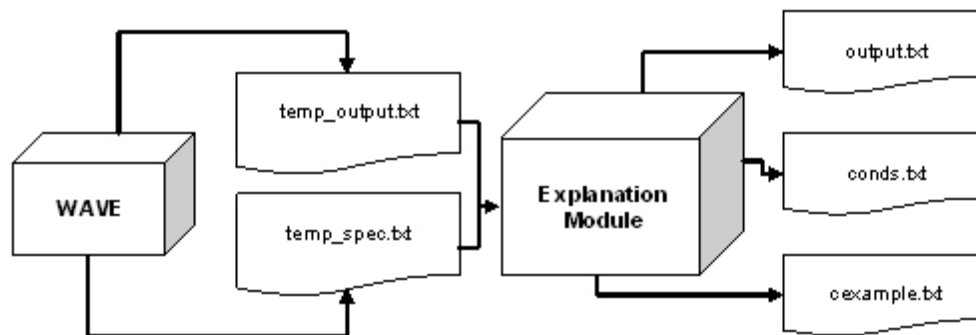 WAVE
temp_output.txt
temp_spec.txt
Explanation
Module
output.txt
conds.txt
cexample.txt